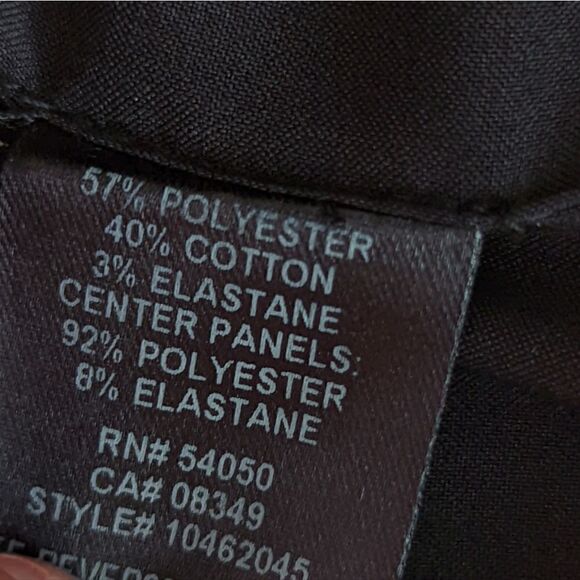 57% POLYESTER
40% COTTON
3% ELASTANE
CENTER PANELS:
92% POLYESTER
8% ELASTANE
RN# 54050
CA# 08349
STYLE# 10462045